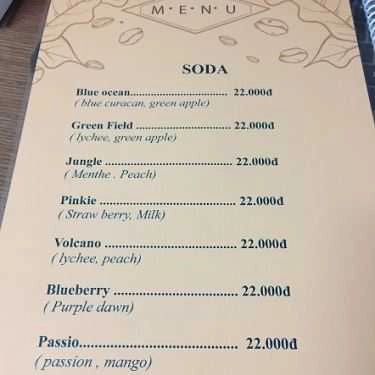 M·E·N·U
SODA
Blue ocean................................ 22.000đ
( blue curacan, green apple)
Green Field ............................... 22.000đ
( lychee, green apple)
Jungle ........................................ 22.000đ
( Menthe . Peach)
Pinkie ........................................ 22.000đ
( Straw berry, Milk)
Volcano ..................................... 22.000đ
( lychee, peach)
Blueberry .................................. 22.000đ
( Purple dawn)
Passio.......................................... 22.000đ
( passion , mango)